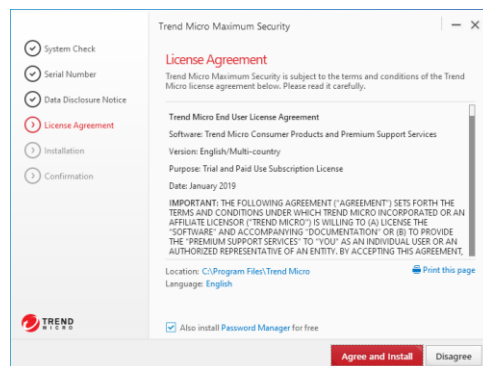 Trend Micro Maximum Security
System Check
Serial Number
Data Disclosure Notice
License Agreement
Installation
Confirmation
License Agreement
Trend Micro Maximum Security is subject to the terms and conditions of the Trend
Micro license agreement below. Please read it carefully.
Trend Micro End User License Agreement
Software: Trend Micro Consumer Products and Premium Support Services
Version: English/Multi-country
Purpose: Trial and Paid Use Subscription License
Date: January 2019
IMPORTANT: THE FOLLOWING AGREEMENT ("AGREEMENT") SETS FORTH THE
TERMS AND CONDITIONS UNDER WHICH TREND MICRO INCORPORATED OR AN
AFFILIATE LICENSOR ("TREND MICRO") IS WILLING TO (A) LICENSE THE
"SOFTWARE" AND ACCOMPANYING "DOCUMENTATION" OR (B) TO PROVIDE
THE "PREMIUM SUPPORT SERVICES" TO "YOU" AS AN INDIVIDUAL USER OR AN
AUTHORIZED REPRESENTATIVE OF AN ENTITY. BY ACCEPTING THIS AGREEMENT,
Location: C:\Program Files\Trend Micro
Print this page
Language: English
Also install Password Manager for free
TREND
MICRO
Agree and Install
Disagree